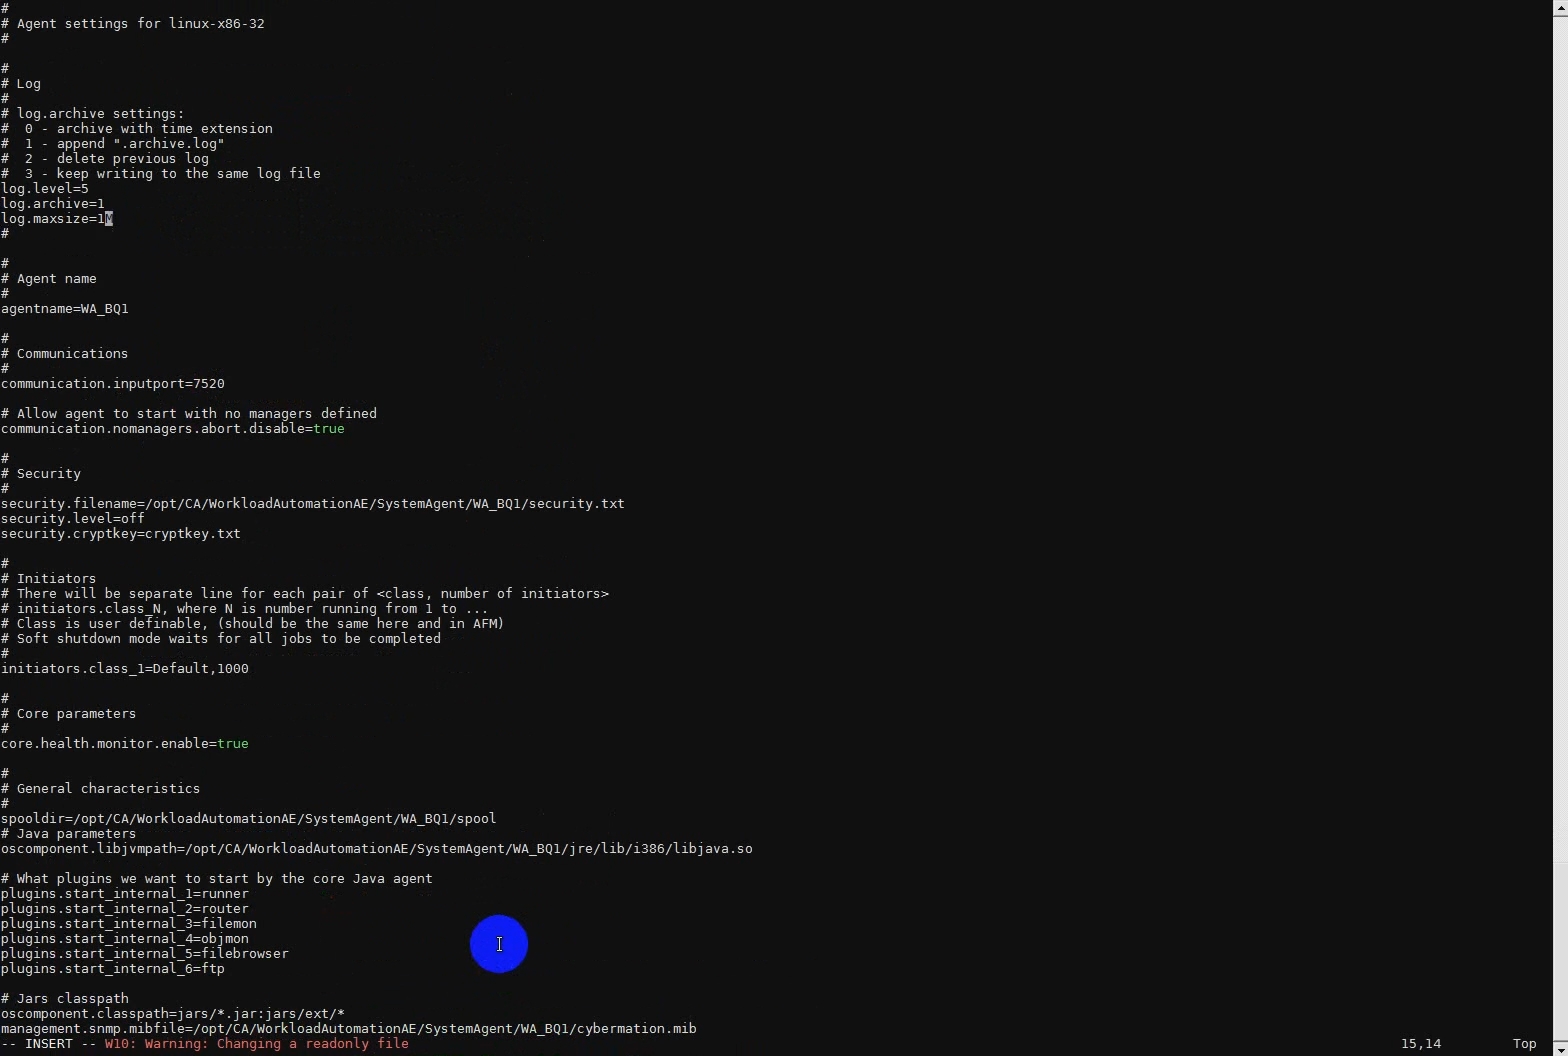 #
# Agent settings for linux-x86-32
#
#
# Log
#
# log.archive settings:
#  0 - archive with time extension
#  1 - append ".archive.log"
#  2 - delete previous log
#  3 - keep writing to the same log file
log.level=5
log.archive=1
log.maxsize=1M
#
#
# Agent name
#
agentname=WA_BQ1
#
# Communications
#
communication.inputport=7520
# Allow agent to start with no managers defined
communication.nomanagers.abort.disable=true
#
# Security
#
security.filename=/opt/CA/WorkloadAutomationAE/SystemAgent/WA_BQ1/security.txt
security.level=off
security.cryptkey=cryptkey.txt
#
# Initiators
# There will be separate line for each pair of <class, number of initiators>
# initiators.class_N, where N is number running from 1 to ...
# Class is user definable, (should be the same here and in AFM)
# Soft shutdown mode waits for all jobs to be completed
#
initiators.class_1=Default,1000
#
# Core parameters
#
core.health.monitor.enable=true
#
# General characteristics
#
spooldir=/opt/CA/WorkloadAutomationAE/SystemAgent/WA_BQ1/spool
# Java parameters
oscomponent.libjvmpath=/opt/CA/WorkloadAutomationAE/SystemAgent/WA_BQ1/jre/lib/i386/libjava.so
# What plugins we want to start by the core Java agent
plugins.start_internal_1=runner
plugins.start_internal_2=router
plugins.start_internal_3=filemon
plugins.start_internal_4=objmon
plugins.start_internal_5=filebrowser
plugins.start_internal_6=ftp
# Jars classpath
oscomponent.classpath=jars/*.jar:jars/ext/*
management.snmp.mibfile=/opt/CA/WorkloadAutomationAE/SystemAgent/WA_BQ1/cybermation.mib
-- INSERT -- W10: Warning: Changing a readonly file 15,14 Top